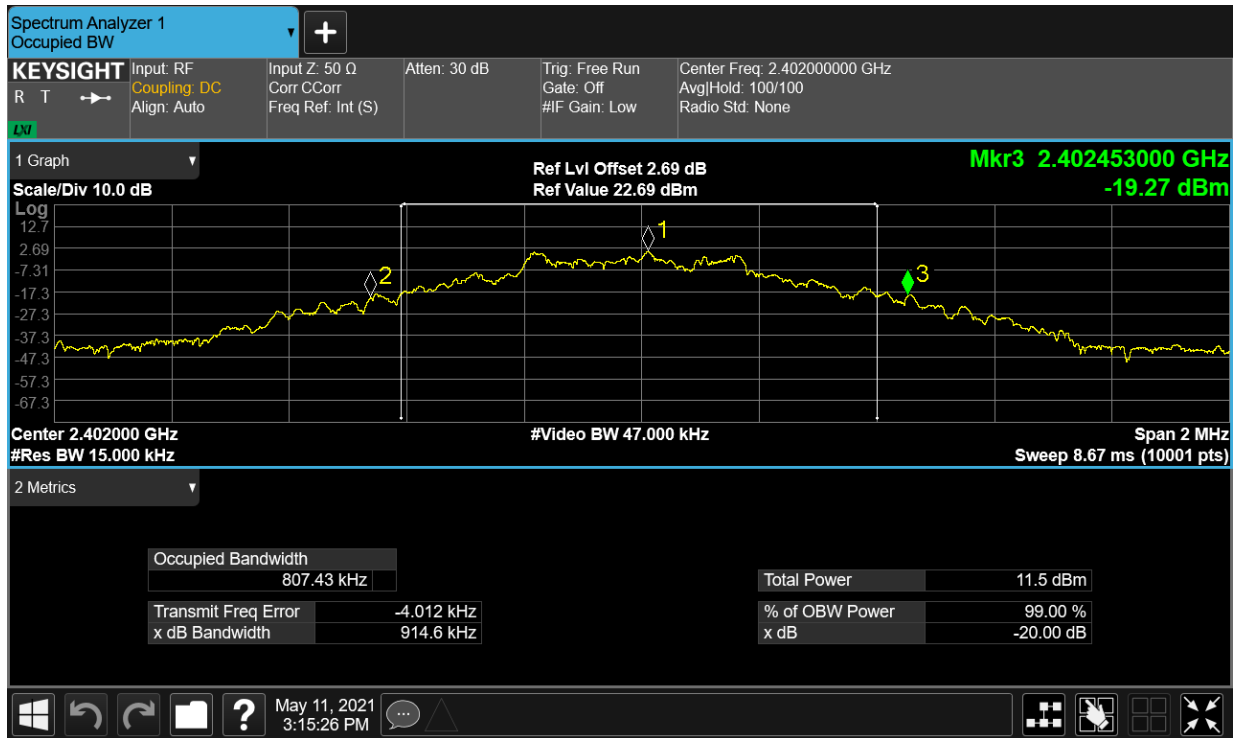 Spectrum Analyzer 1
Occupied BW
KEYSIGHT
R T
LXI
Input: RF
Coupling: DC
Align: Auto
Input Z: 50 Ω
Corr CCorr
Freq Ref: Int (S)
Atten: 30 dB
Trig: Free Run
Gate: Off
#IF Gain: Low
Center Freq: 2.402000000 GHz
Avg|Hold: 100/100
Radio Std: None
1 Graph
Scale/Div 10.0 dB
Ref Lvl Offset 2.69 dB
Ref Value 22.69 dBm
Mkr3 2.402453000 GHz
-19.27 dBm
Log
12.7
2.69
-7.31
-17.3
-27.3
-37.3
-47.3
-57.3
-67.3
1
2
3
Center 2.402000 GHz
#Video BW 47.000 kHz
Span 2 MHz
#Res BW 15.000 kHz
Sweep 8.67 ms (10001 pts)
2 Metrics
Occupied Bandwidth
807.43 kHz
Transmit Freq Error -4.012 kHz
x dB Bandwidth 914.6 kHz
Total Power 11.5 dBm
% of OBW Power 99.00 %
x dB -20.00 dB
?
May 11, 2021
3:15:26 PM